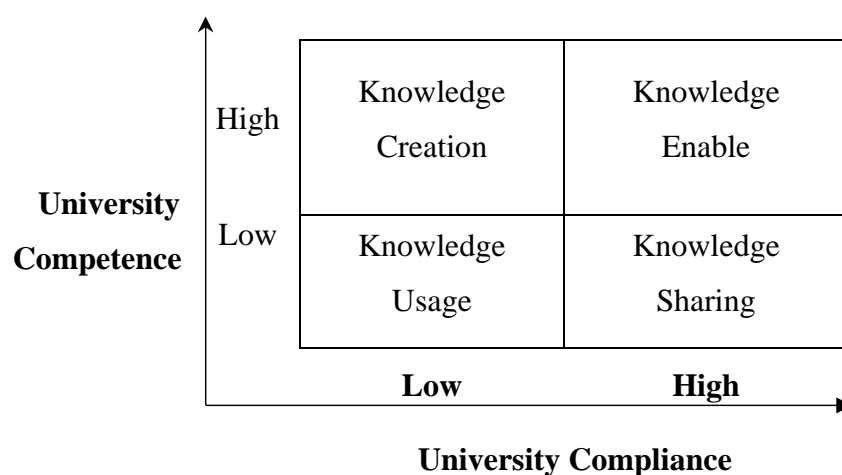 Knowledge
Creation
Knowledge
Enable
High
University
Competence
Low
Knowledge
Usage
Knowledge
Sharing
Low
High
University Compliance